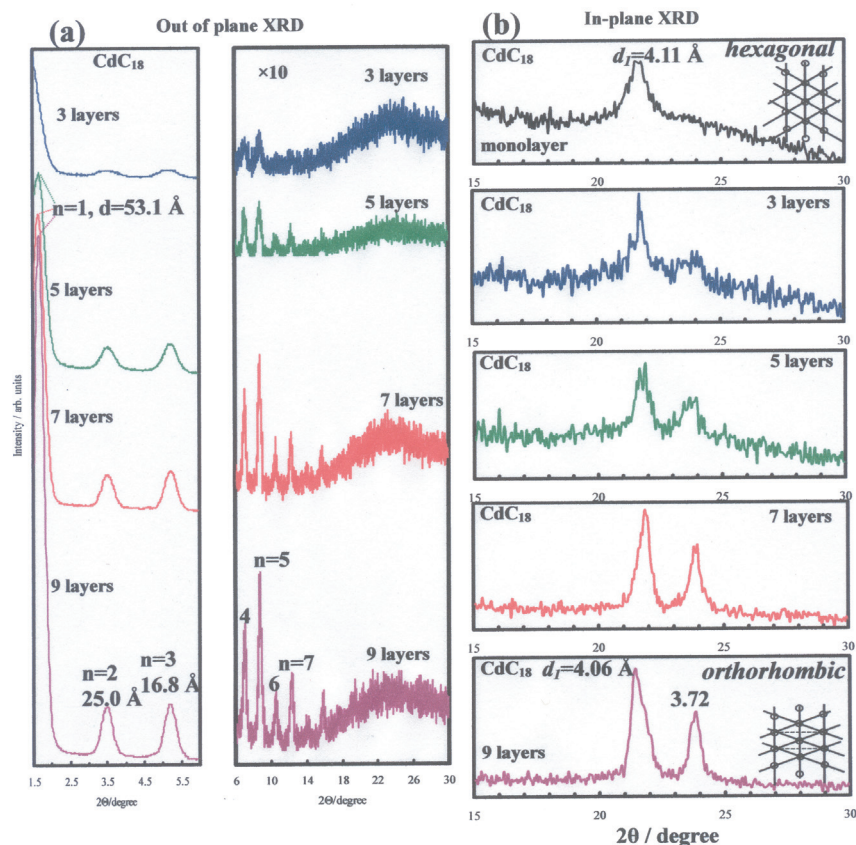 (a)
Out of plane XRD
CdC18
3 layers
n=1, d=53.1 Å
5 layers
7 layers
9 layers
n=2
25.0 Å
n=3
16.8 Å
Intensity / arb. units
1.5 2.5 3.5 4.5 5.5
2Θ/degree
×10
3 layers
5 layers
7 layers
n=5
4
6
n=7
9 layers
6 10 14 18 22 26 30
2Θ/degree
(b)
In-plane XRD
CdC18
dI=4.11 Å
hexagonal
monolayer
15 20 25 30
CdC18
3 layers
15 20 25 30
CdC18
5 layers
15 20 25 30
CdC18
7 layers
15 20 25 30
CdC18 dI=4.06 Å
orthorhombic
3.72
9 layers
15 20 25 30
2θ / degree